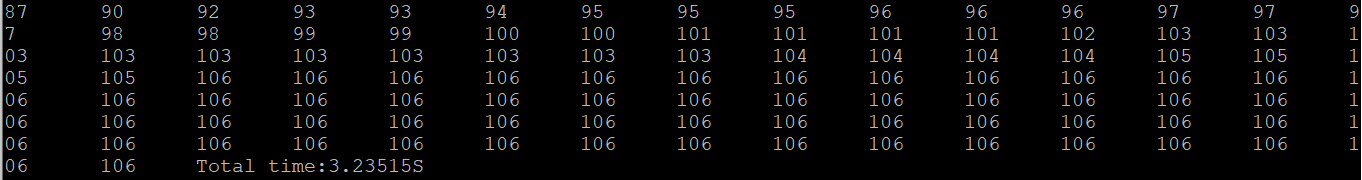 87 90 92 93 93 94 95 95 95 96 96 96 97 97 9
7 98 98 99 99 100 100 101 101 101 101 102 103 103 1
03 103 103 103 103 103 103 103 104 104 104 104 105 105 1
05 105 106 106 106 106 106 106 106 106 106 106 106 106 1
06 106 106 106 106 106 106 106 106 106 106 106 106 106 1
06 106 106 106 106 106 106 106 106 106 106 106 106 106 1
06 106 106 106 106 106 106 106 106 106 106 106 106 106 1
06 106 Total time:3.23515S